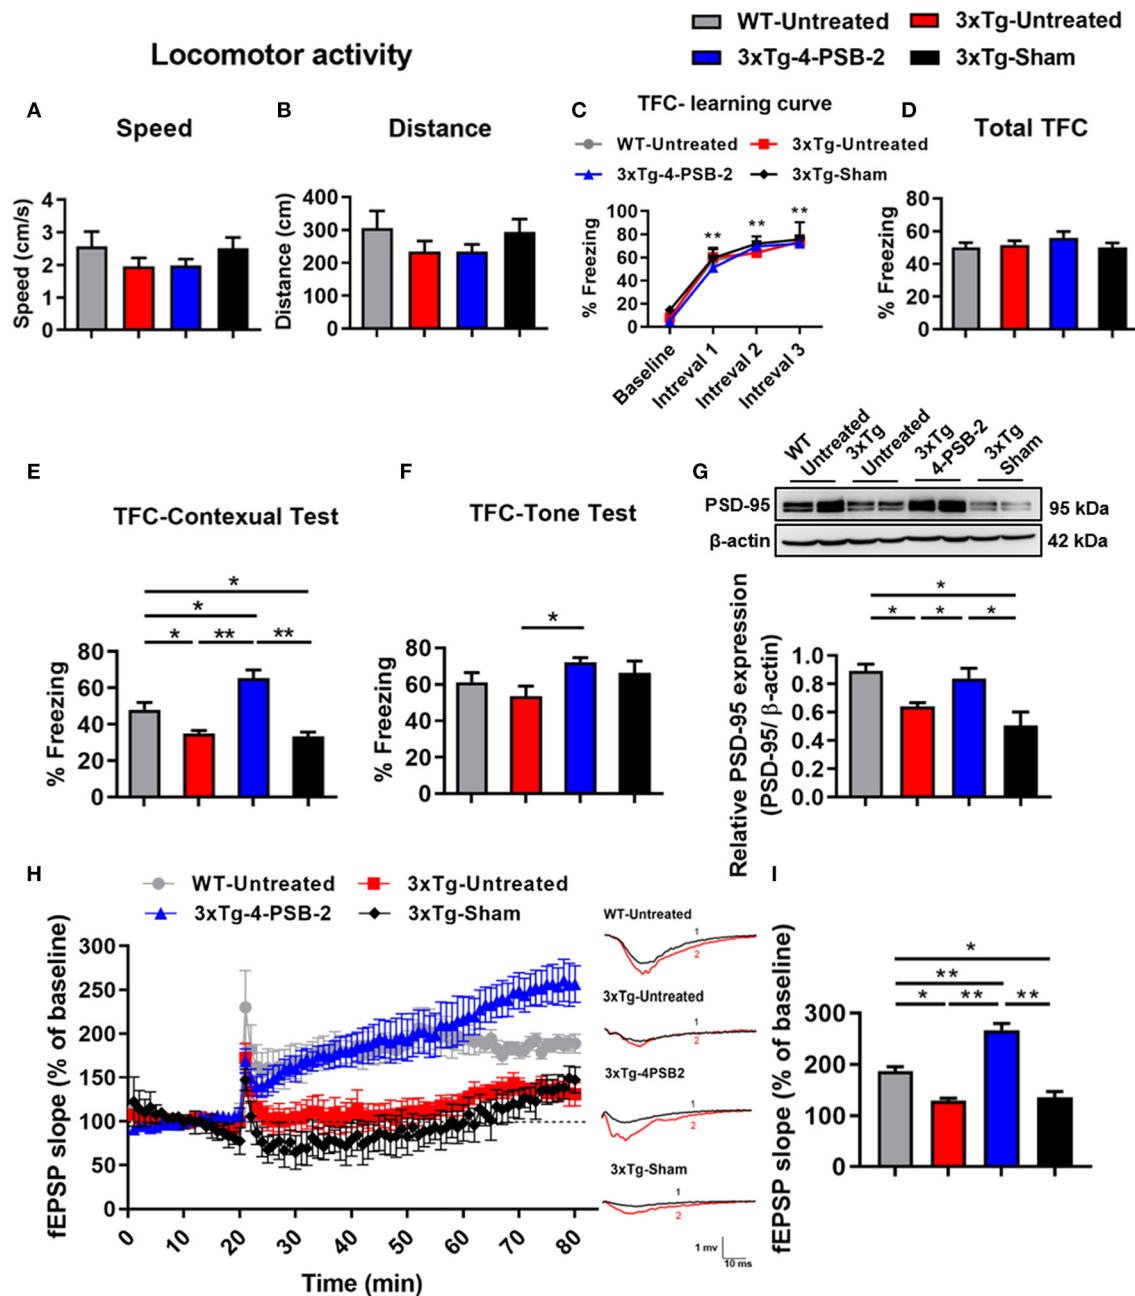 WT-Untreated 3xTg-Untreated
3xTg-4-PSB-2 3xTg-Sham
Locomotor activity
A
Speed
Speed (cm/s)
4
3
2
1
0
B
Distance
Distance (cm)
400
300
200
100
0
C
TFC- learning curve
WT-Untreated 3xTg-Untreated
3xTg-4-PSB-2 3xTg-Sham
% Freezing
100
80
60
40
20
0
** ** **
Baseline
Intreval 1
Intreval 2
Intreval 3
D
Total TFC
% Freezing
80
60
40
20
0
E
TFC-Contexual Test
*
*
* ** **
% Freezing
80
60
40
20
0
F
TFC-Tone Test
*
% Freezing
80
60
40
20
0
G
WT Untreated
3xTg Untreated
3xTg 4-PSB-2
3xTg Sham
PSD-95 95 kDa
β-actin 42 kDa
*
* * *
Relative PSD-95 expression
(PSD-95/ β-actin)
1.0
0.8
0.6
0.4
0.2
0.0
H
WT-Untreated 3xTg-Untreated
3xTg-4-PSB-2 3xTg-Sham
fEPSP slope (% of baseline)
300
250
200
150
100
50
0
0 10 20 30 40 50 60 70 80
Time (min)
WT-Untreated
1
2
3xTg-Untreated
1
2
3xTg-4PSB2
1
2
3xTg-Sham
1
2
1 mv
10 ms
I
*
**
* ** **
fEPSP slope (% of baseline)
300
200
100
0